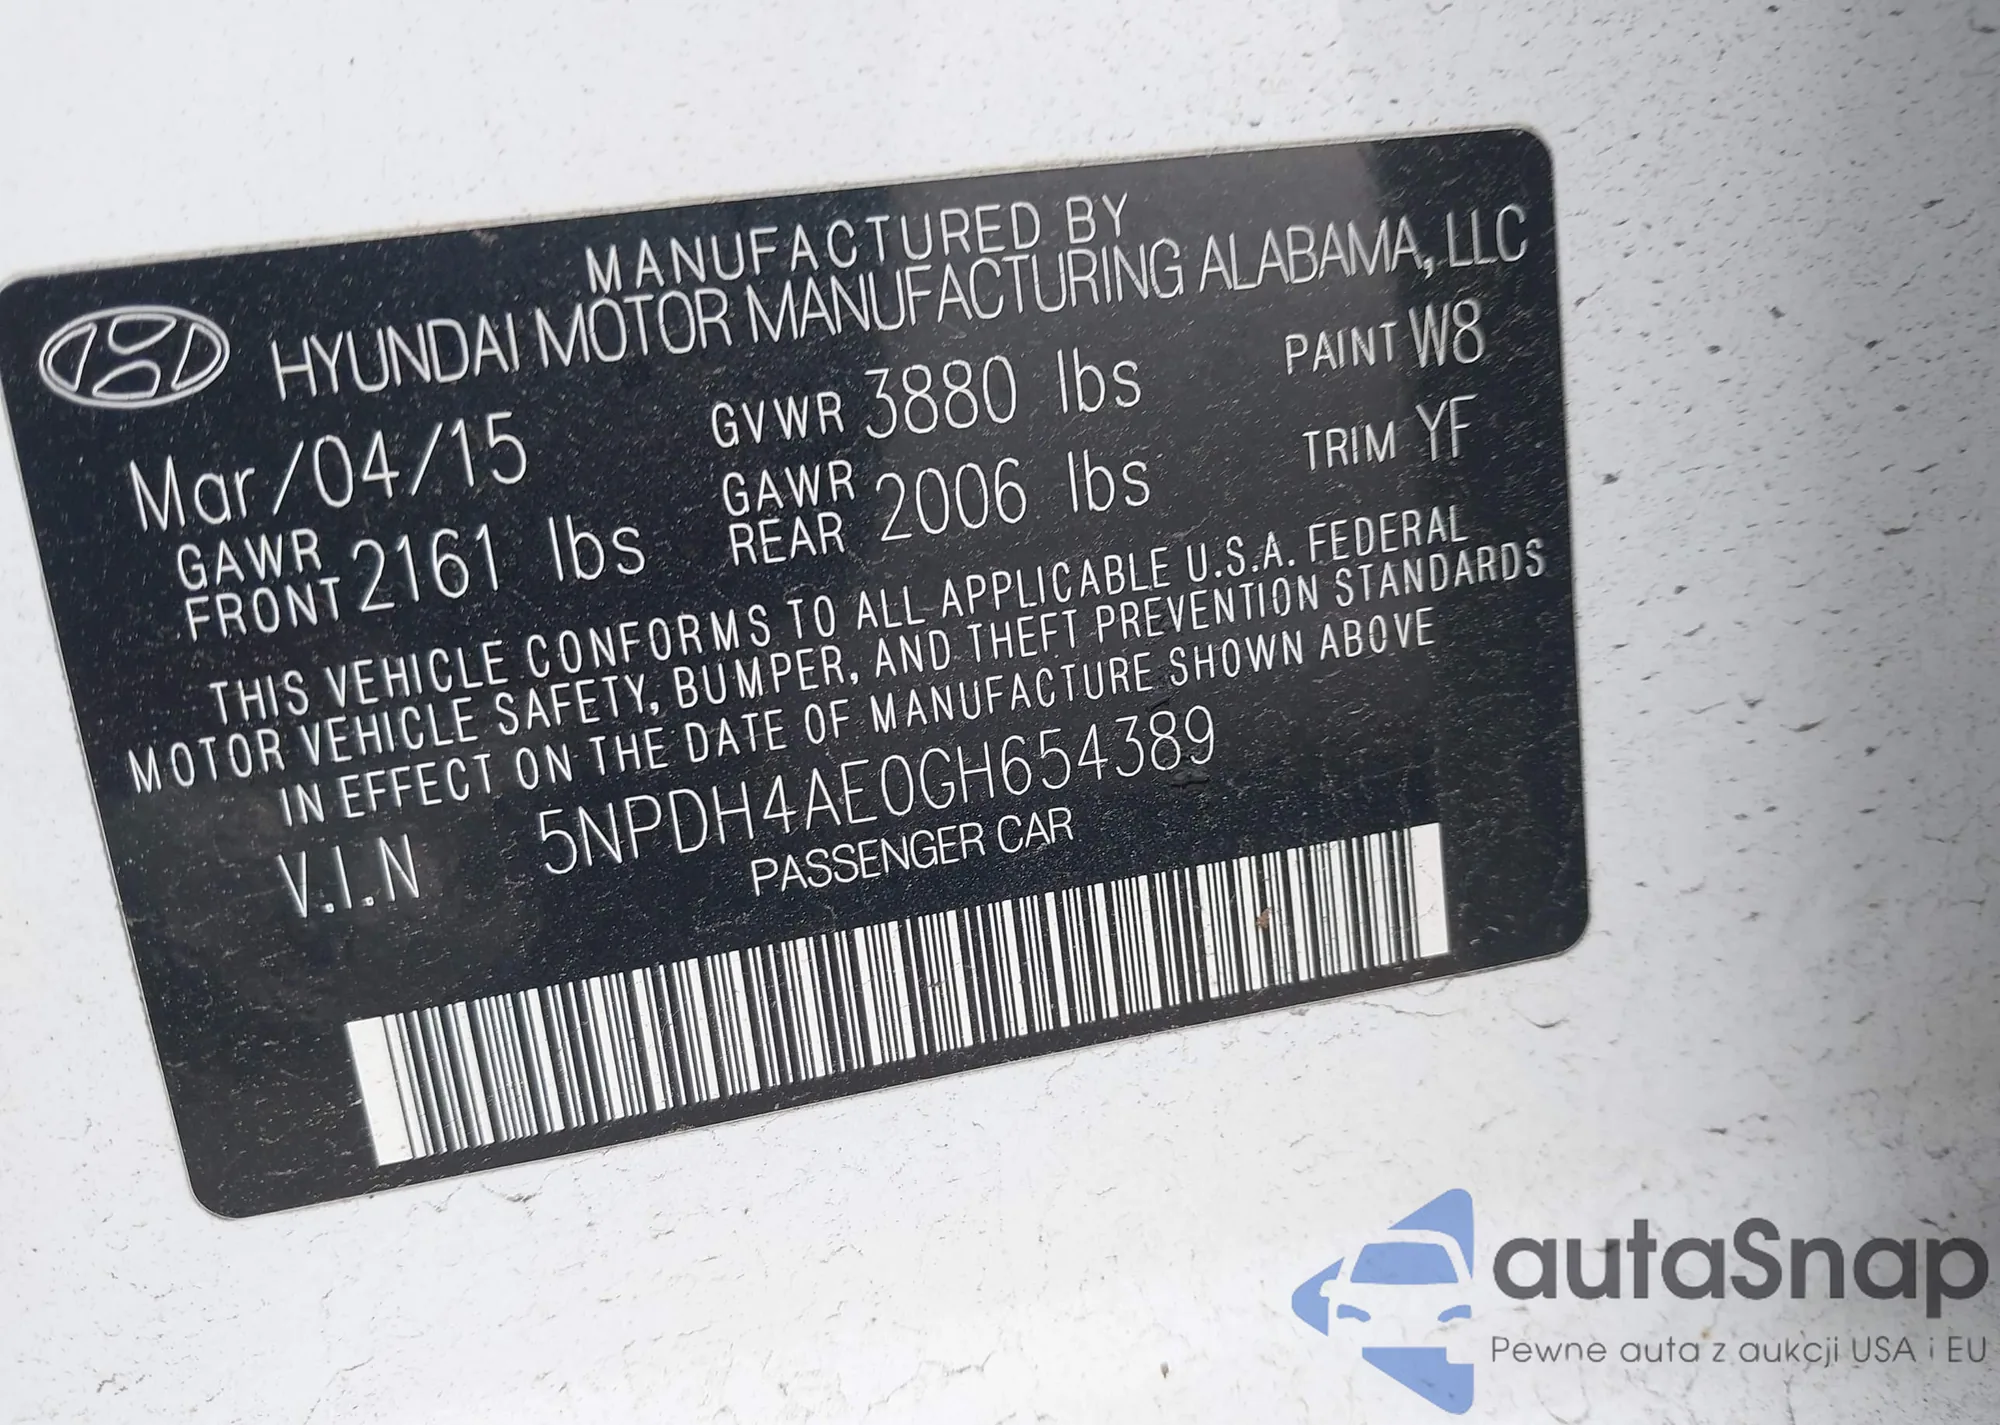 MANUFACTURED BY
HYUNDAI MOTOR MANUFACTURING ALABAMA, LLC
Mar/04/15 GVWR 3880 lbs PAINT W8
GAWR FRONT 2161 lbs GAWR REAR 2006 lbs TRIM YF
THIS VEHICLE CONFORMS TO ALL APPLICABLE U.S.A. FEDERAL
MOTOR VEHICLE SAFETY, BUMPER, AND THEFT PREVENTION STANDARDS
IN EFFECT ON THE DATE OF MANUFACTURE SHOWN ABOVE
V.I.N 5NPDH4AE0GH654389
PASSENGER CAR
autaSnap
Pewne auta z aukcji USA i EU